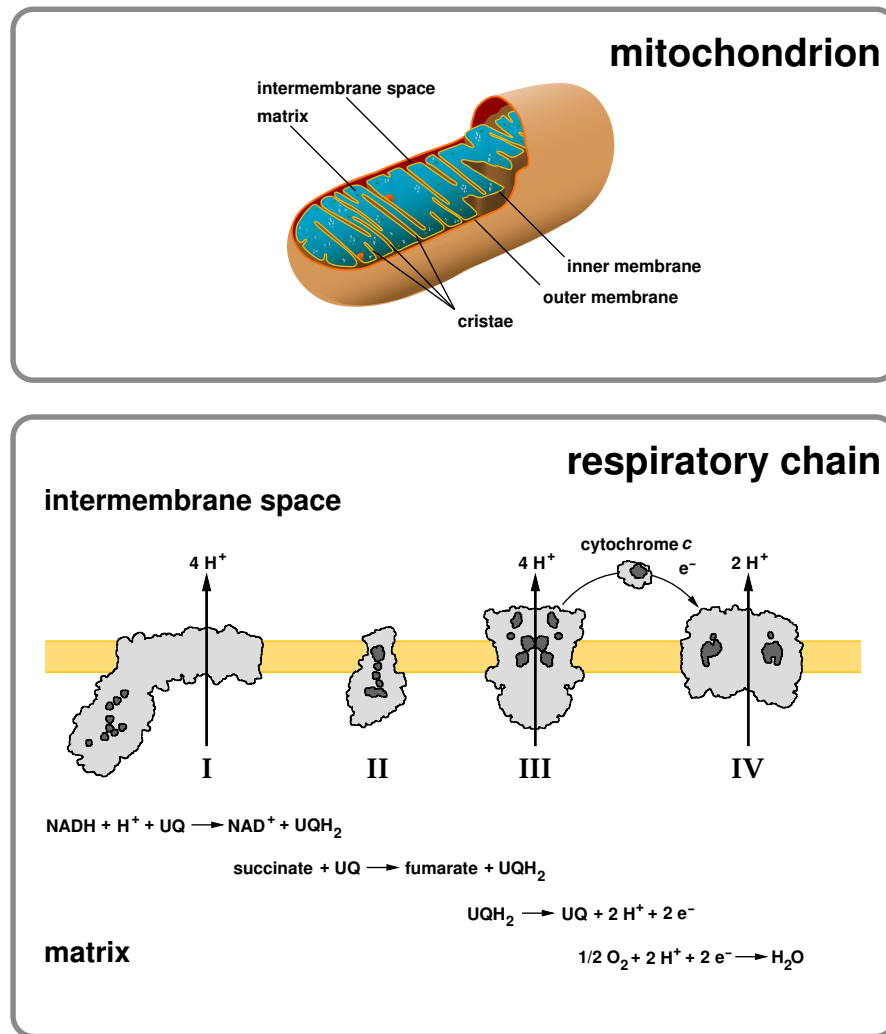 mitochondrion
intermembrane space
matrix
inner membrane
outer membrane
cristae
respiratory chain
intermembrane space
cytochrome c
4 H⁺ 4 H⁺ e⁻ 2 H⁺
I II III IV
NADH + H⁺ + UQ → NAD⁺ + UQH₂
succinate + UQ → fumarate + UQH₂
UQH₂ → UQ + 2 H⁺ + 2 e⁻
matrix
1/2 O₂ + 2 H⁺ + 2 e⁻ → H₂O